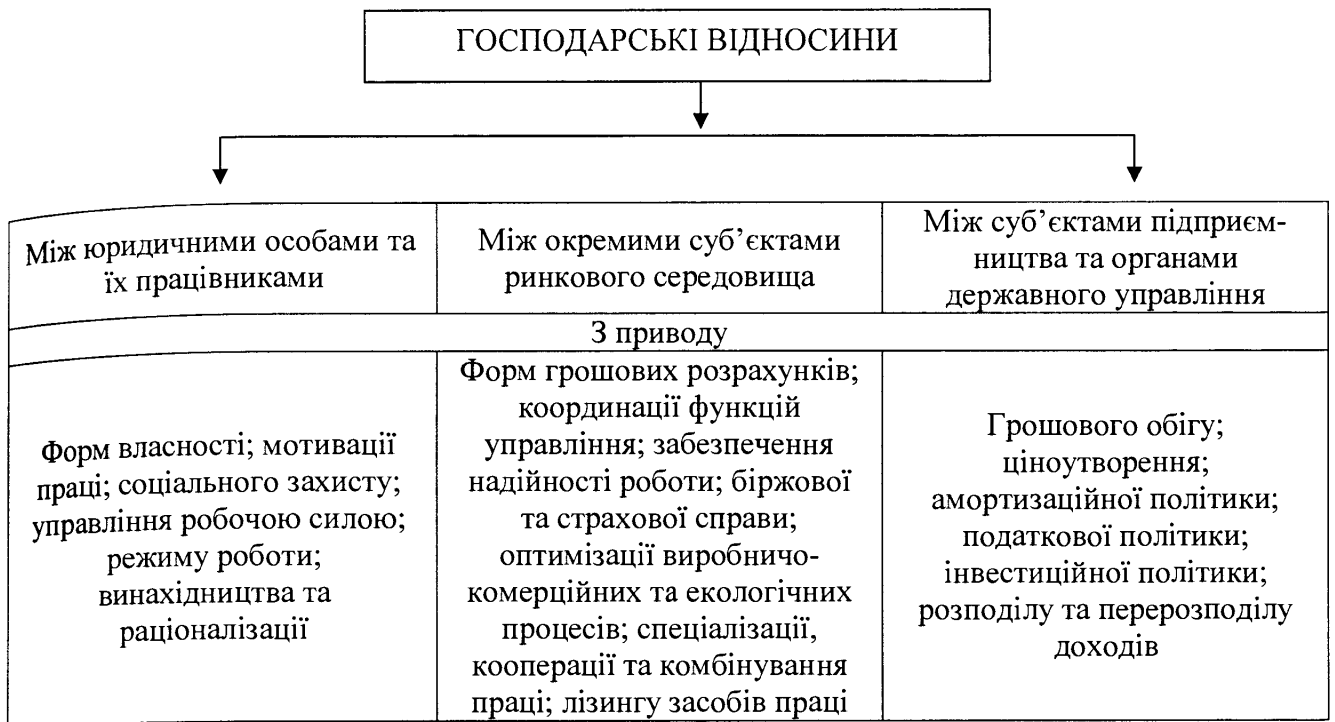 ГОСПОДАРСЬКІ ВІДНОСИНИ
Між юридичними особами та
їх працівниками
Між окремими суб’єктами
ринкового середовища
Між суб’єктами підприєм-
ництва та органами
державного управління
З приводу
Форм власності; мотивації
праці; соціального захисту;
управління робочою силою;
режиму роботи;
винахідництва та
раціоналізації
Форм грошових розрахунків;
координації функцій
управління; забезпечення
надійності роботи; біржової
та страхової справи;
оптимізації виробничо-
комерційних та екологічних
процесів; спеціалізації,
кооперації та комбінування
праці; лізингу засобів праці
Грошового обігу;
ціноутворення;
амортизаційної політики;
податкової політики;
інвестиційної політики;
розподілу та перерозподілу
доходів